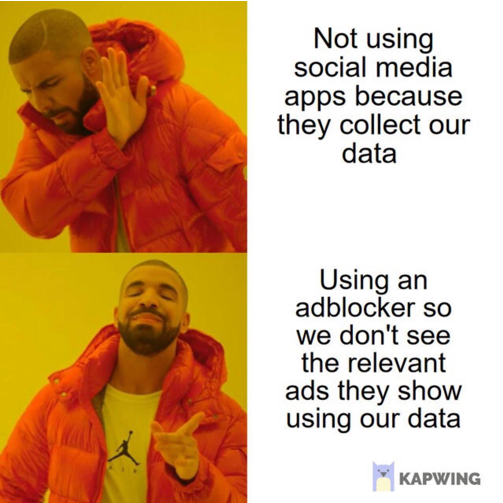 Not using
social media
apps because
they collect our
data
Using an
adblocker so
we don't see
the relevant
ads they show
using our data
KAPWING